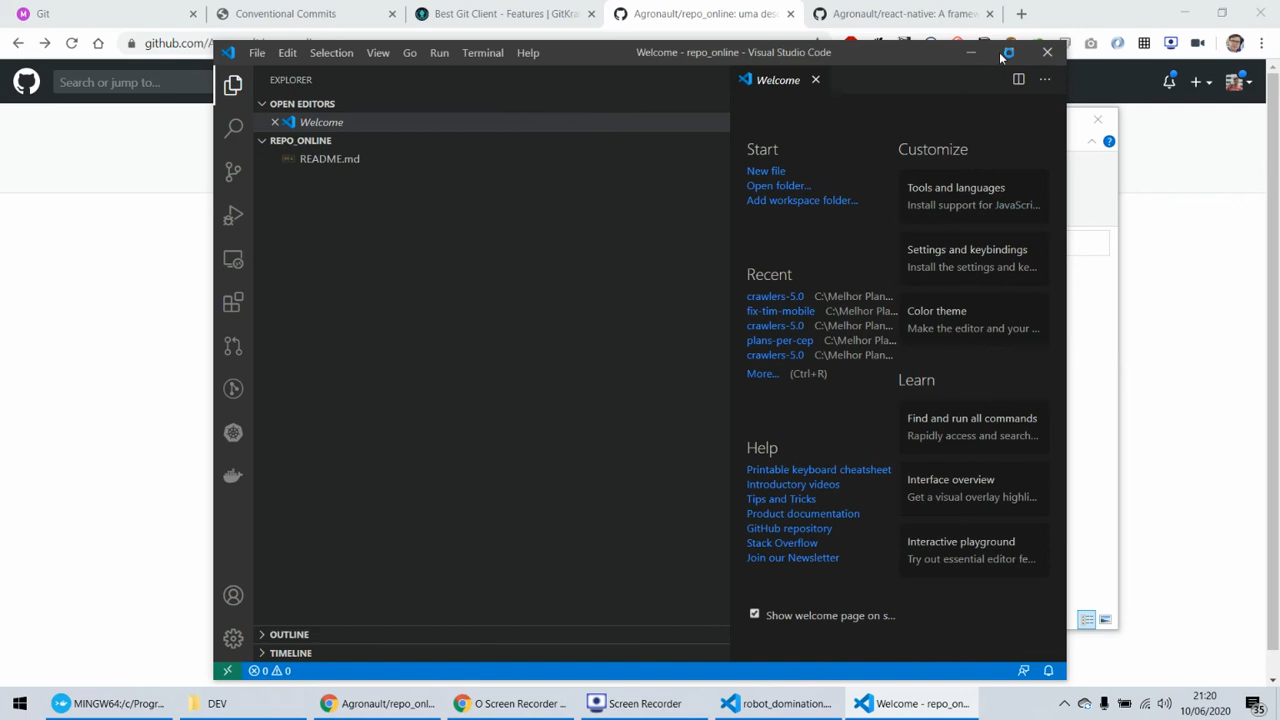 Git
Conventional Commits
Best Git Client - Features | GitKra
Agronault/repo_online: uma desc
Agronault/react-native: A framew
github.com/A
File Edit Selection View Go Run Terminal Help
Welcome - repo_online - Visual Studio Code
Search or jump to
EXPLORER
OPEN EDITORS
Welcome
REPO_ONLINE
README.md
OUTLINE
TIMELINE
Welcome
Start
New file
Open folder...
Add workspace folder...
Recent
crawlers-5.0 C:\Melhor Plan...
fix-tim-mobile C:\Melhor Pla...
crawlers-5.0 C:\Melhor Plan...
plans-per-cep C:\Melhor Pla...
crawlers-5.0 C:\Melhor Plan...
More... (Ctrl+R)
Help
Printable keyboard cheatsheet
Introductory videos
Tips and Tricks
Product documentation
GitHub repository
Stack Overflow
Join our Newsletter
Show welcome page on s...
Customize
Tools and languages
Install support for JavaScri...
Settings and keybindings
Install the settings and ke...
Color theme
Make the editor and your ...
Learn
Find and run all commands
Rapidly access and search...
Interface overview
Get a visual overlay highli...
Interactive playground
Try out essential editor fe...
0 0
MINGW64:/c/Progr...
DEV
Agronault/repo_onl...
O Screen Recorder...
Screen Recorder
robot_domination...
Welcome - repo_on...
21:20
10/06/2020
35